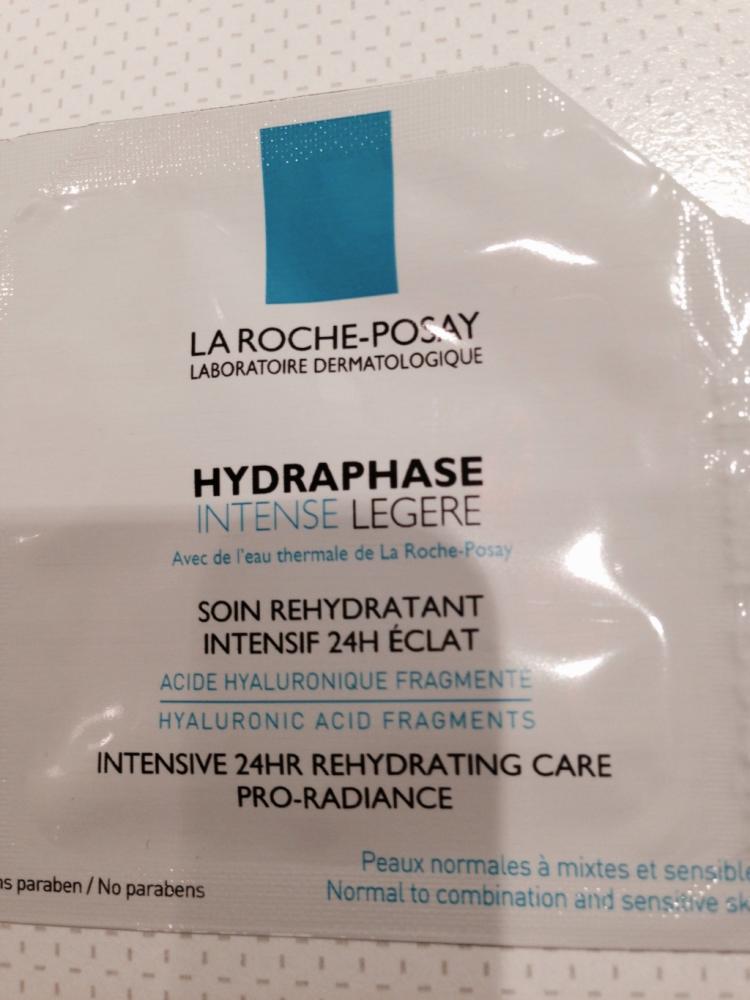 LA ROCHE-POSAY
LABORATOIRE DERMATOLOGIQUE
HYDRAPHASE
INTENSE LEGERE
Avec de l'eau thermale de La Roche-Posay
SOIN REHYDRATANT
INTENSIF 24H ÉCLAT
ACIDE HYALURONIQUE FRAGMENTÉ
HYALURONIC ACID FRAGMENTS
INTENSIVE 24HR REHYDRATING CARE
PRO-RADIANCE
Peaux normales à mixtes et
Normal to combination and sensitive
paraben / No parabens